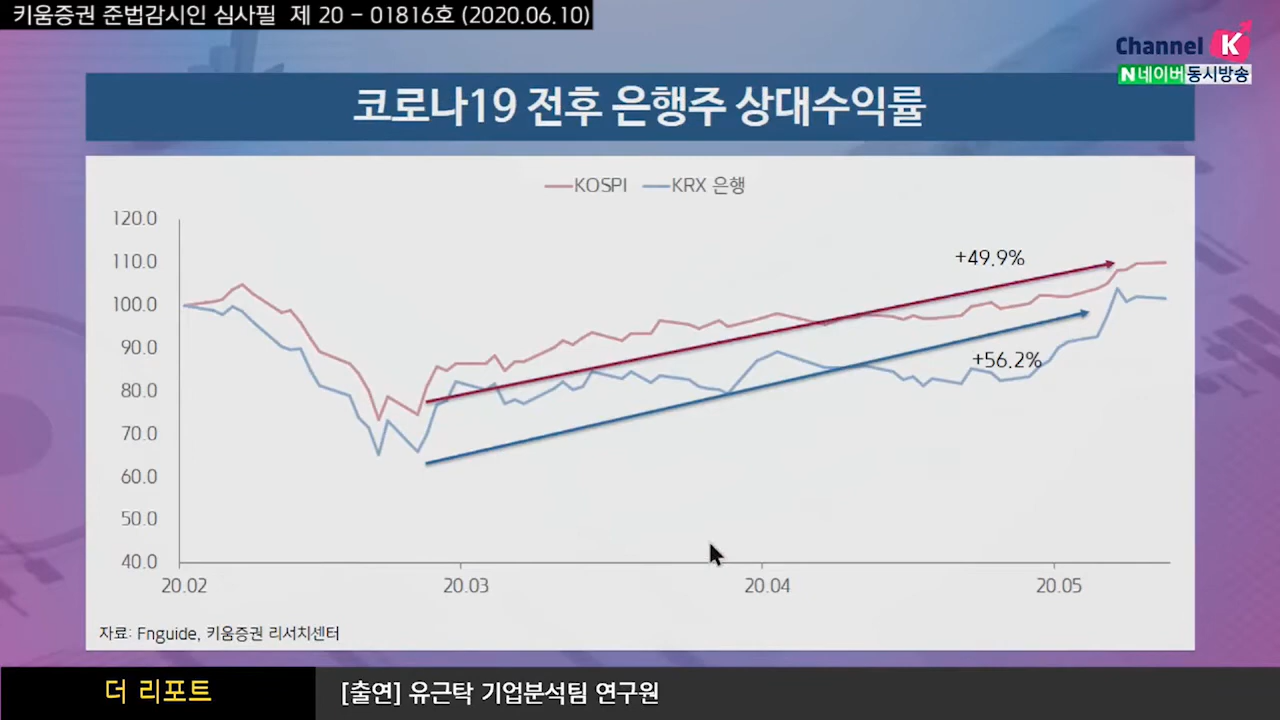 키움증권 준법감시인 심사필 제 20 - 01816호 (2020.06.10)
Channel K
N 네이버 동시방송
코로나19 전후 은행주 상대수익률
KOSPI KRX 은행
120.0
110.0
100.0
90.0
80.0
70.0
60.0
50.0
40.0
+49.9%
+56.2%
20.02 20.03 20.04 20.05
자료: Fnguide, 키움증권 리서치센터
더 리포트
[출연] 유근탁 기업분석팀 연구원